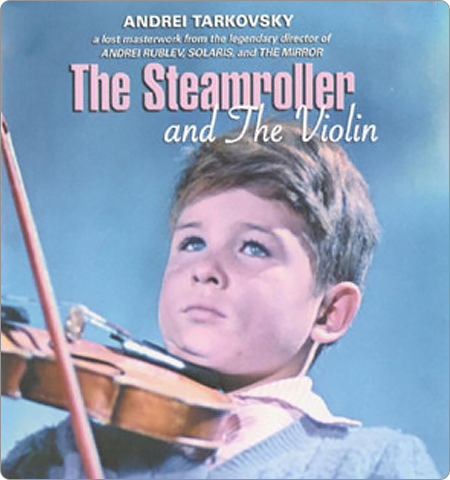 ANDREI TARKOVSKY
a lost masterwork from the legendary director of
ANDREI RUBLEV, SOLARIS, and THE MIRROR
The Steamroller
and The Violin